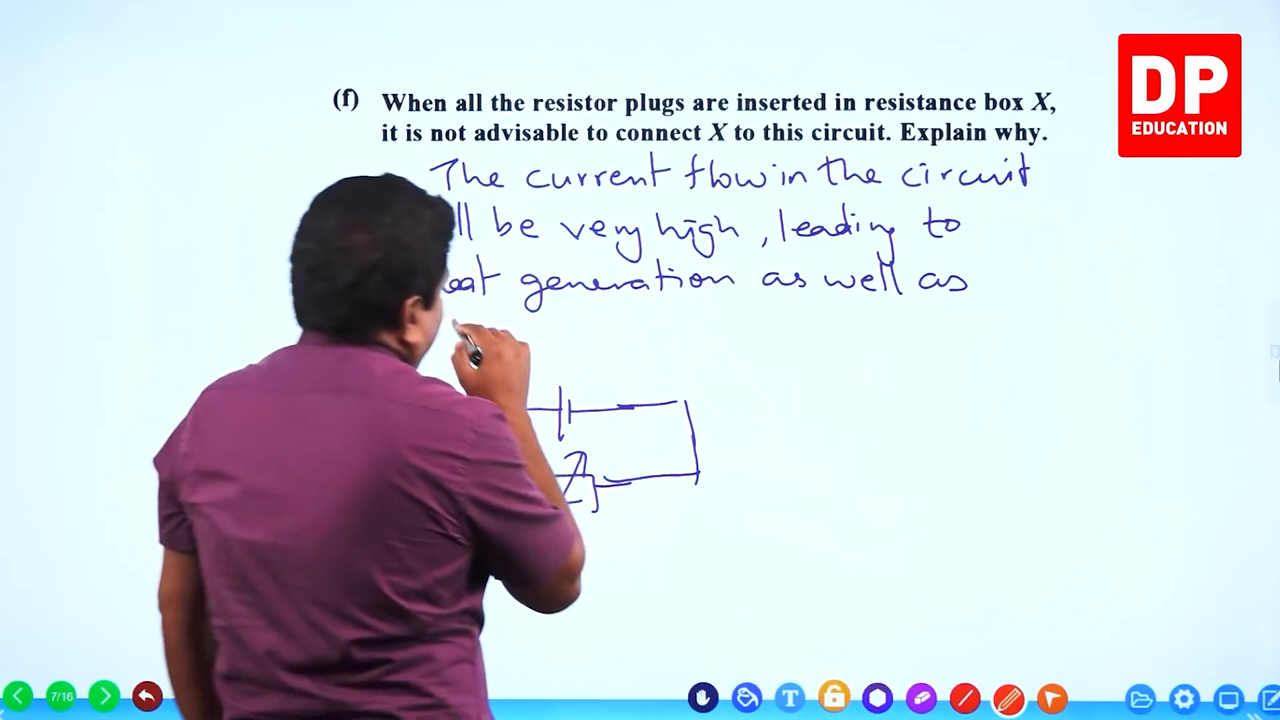 DP
EDUCATION
(f) When all the resistor plugs are inserted in resistance box X,
it is not advisable to connect X to this circuit. Explain why.
The current flow in the circuit
be very high, leading to
generation as well as
7/16
T